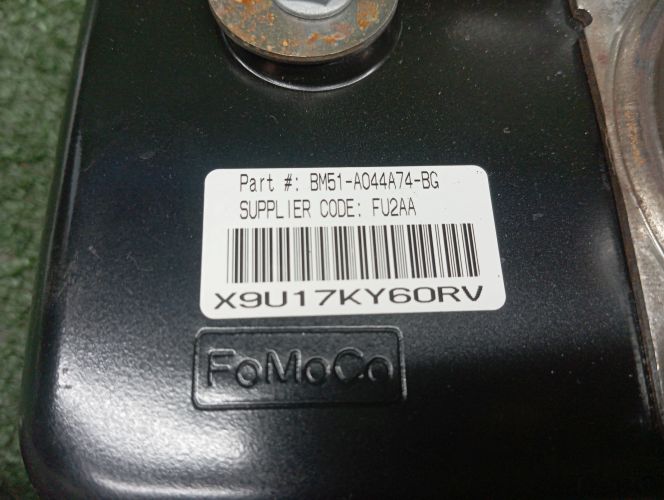 Part #: BM51-A044A74-BG
SUPPLIER CODE: FU2AA
X9U17KY60RV
FoMoCo